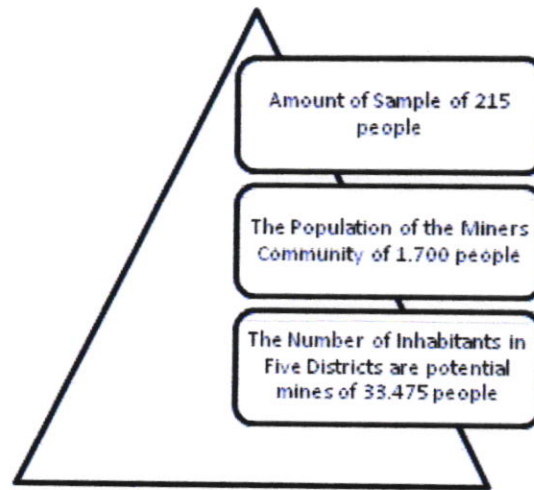 Amount of Sample of 215
people
The Population of the Miners
Community of 1.700 people
The Number of Inhabitants in
Five Districts are potential
mines of 33.475 people